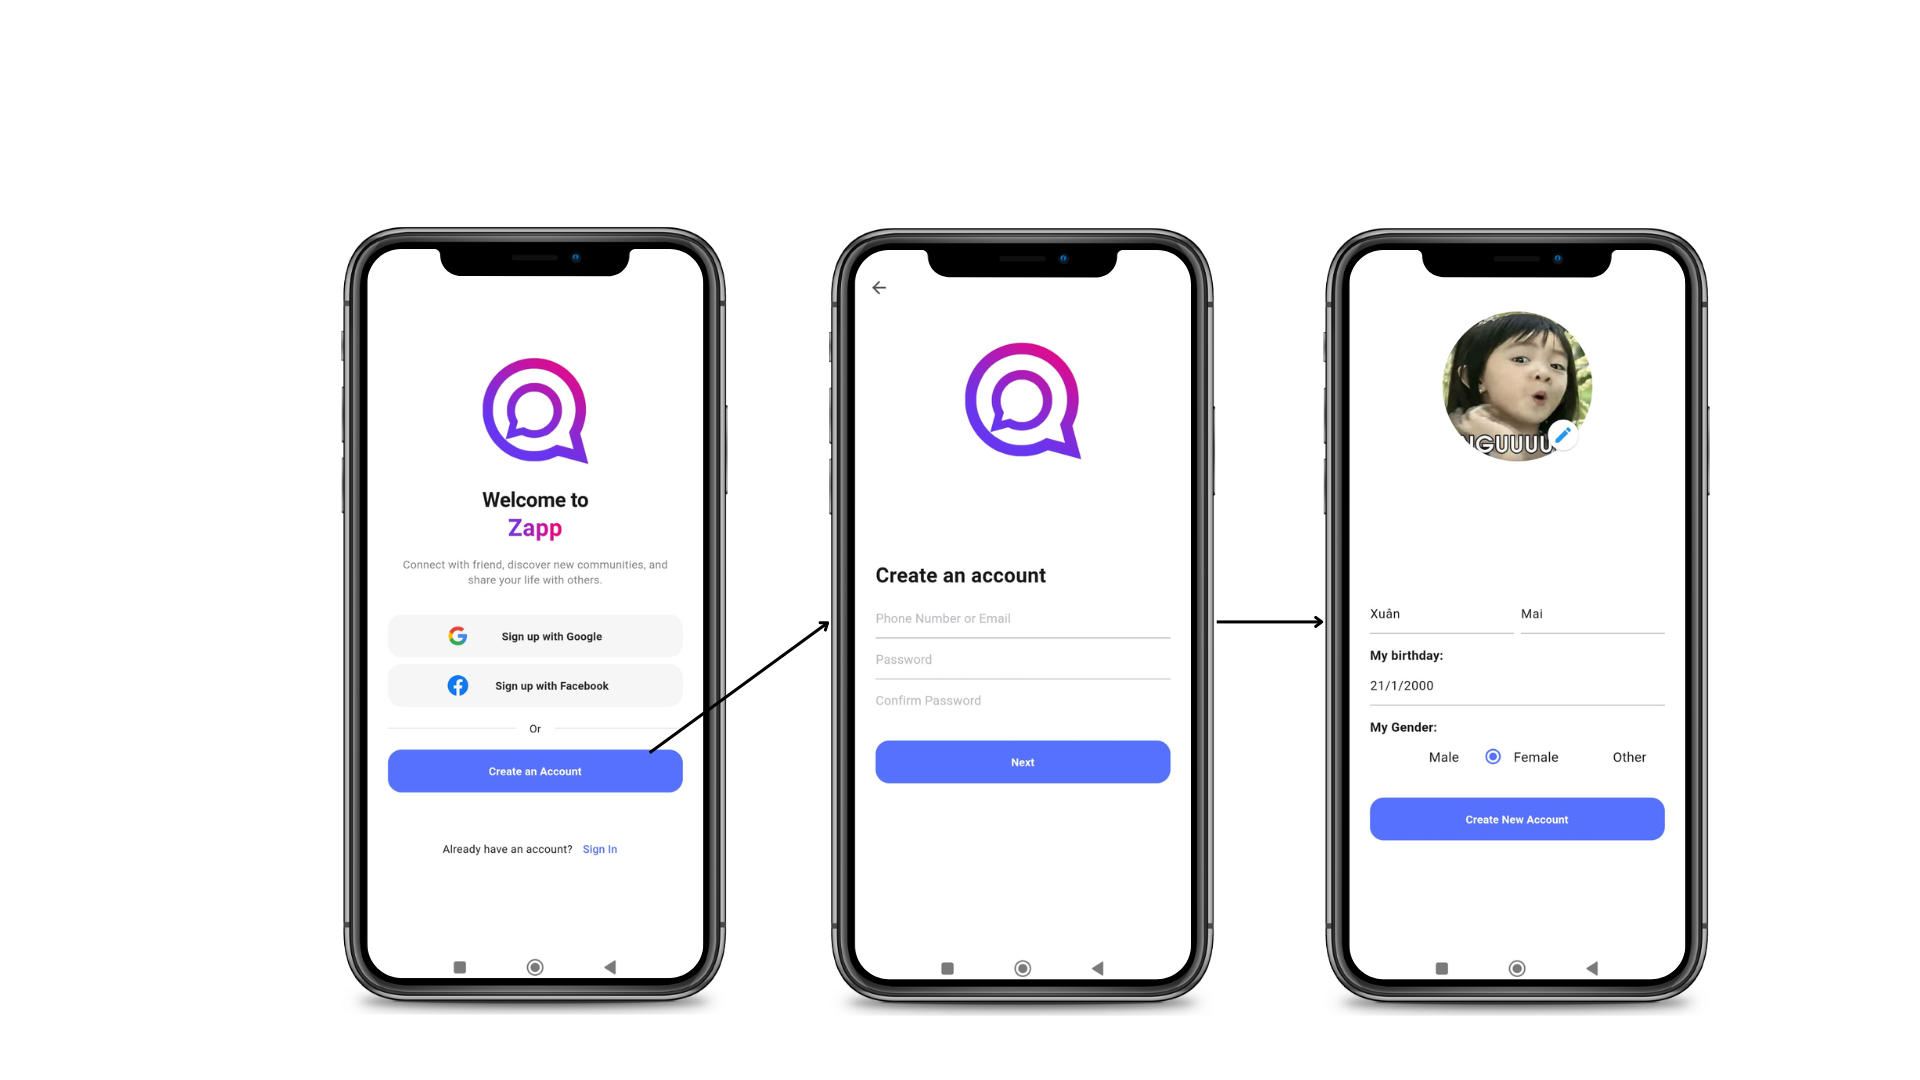 Welcome to
Zapp
Connect with friend, discover new communities, and
share your life with others.
Sign up with Google
Sign up with Facebook
Or
Create an Account
Already have an account? Sign In
Create an account
Phone Number or Email
Password
Confirm Password
Next
NGUUUU
Xuân Mai
My birthday:
21/1/2000
My Gender:
Male Female Other
Create New Account